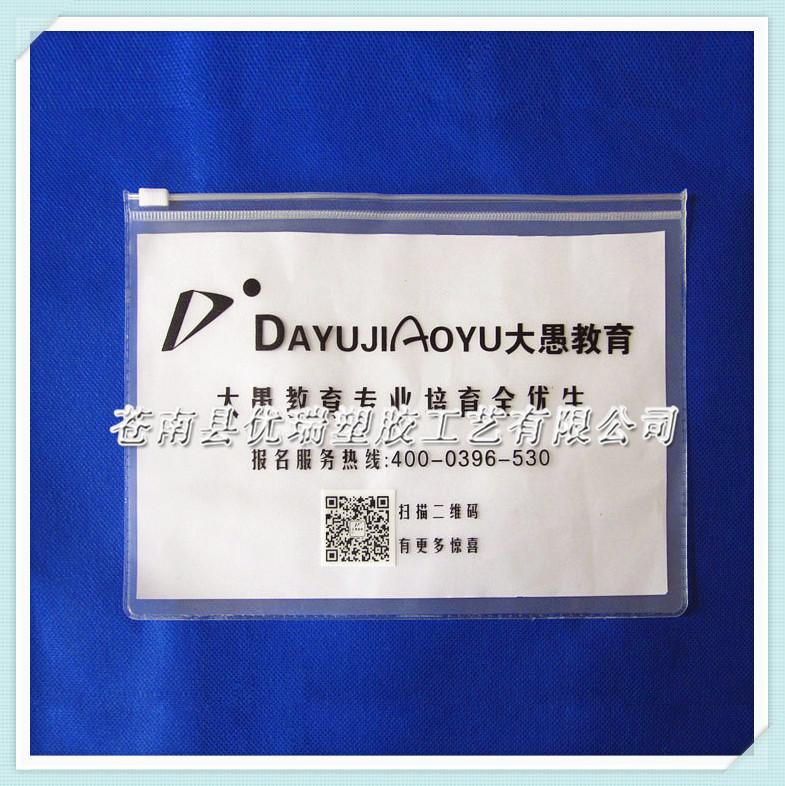 DAYUJIAOYU大愚教育
大愚教育专业培育全优生
苍南县优瑞塑胶工艺有限公司
报名服务热线:400-0396-530
扫描二维码
有更多惊喜